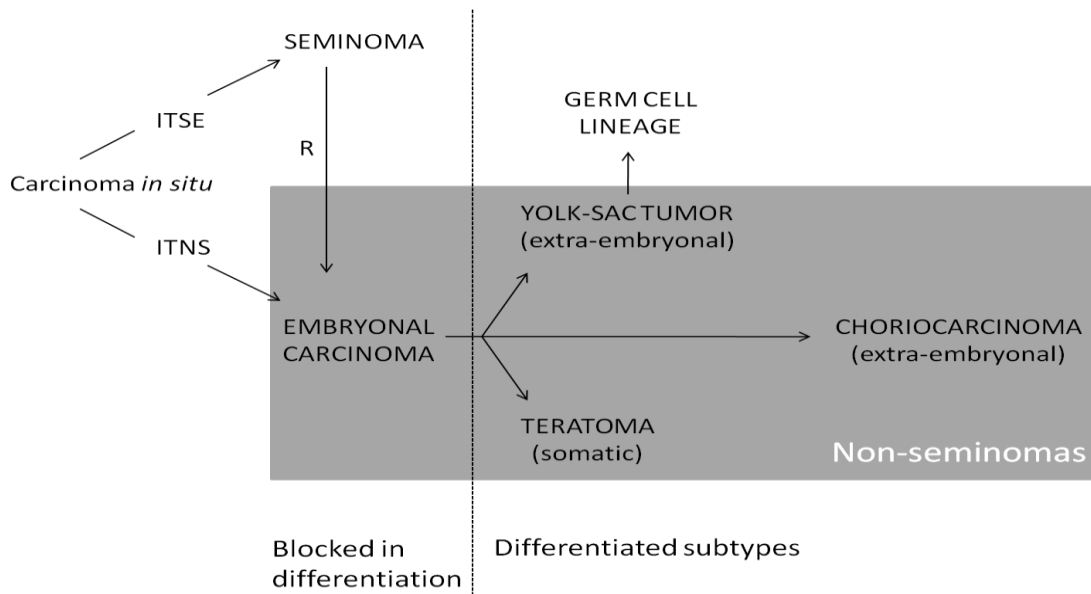 SEMINOMA
ITSE
R
Carcinoma in situ
ITNS
GERM CELL
LINEAGE
YOLK-SAC TUMOR
(extra-embryonal)
EMBRYONAL
CARCINOMA
CHORIOCARCINOMA
(extra-embryonal)
TERATOMA
(somatic)
Non-seminomas
Blocked in
differentiation
Differentiated subtypes